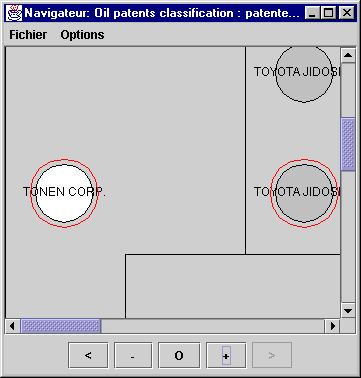 Navigateur: Oil patents classification : patente...
Fichier Options
TOYOTA JIDOSI
TONEN CORP.
TOYOTA JIDOSI
< - O + >